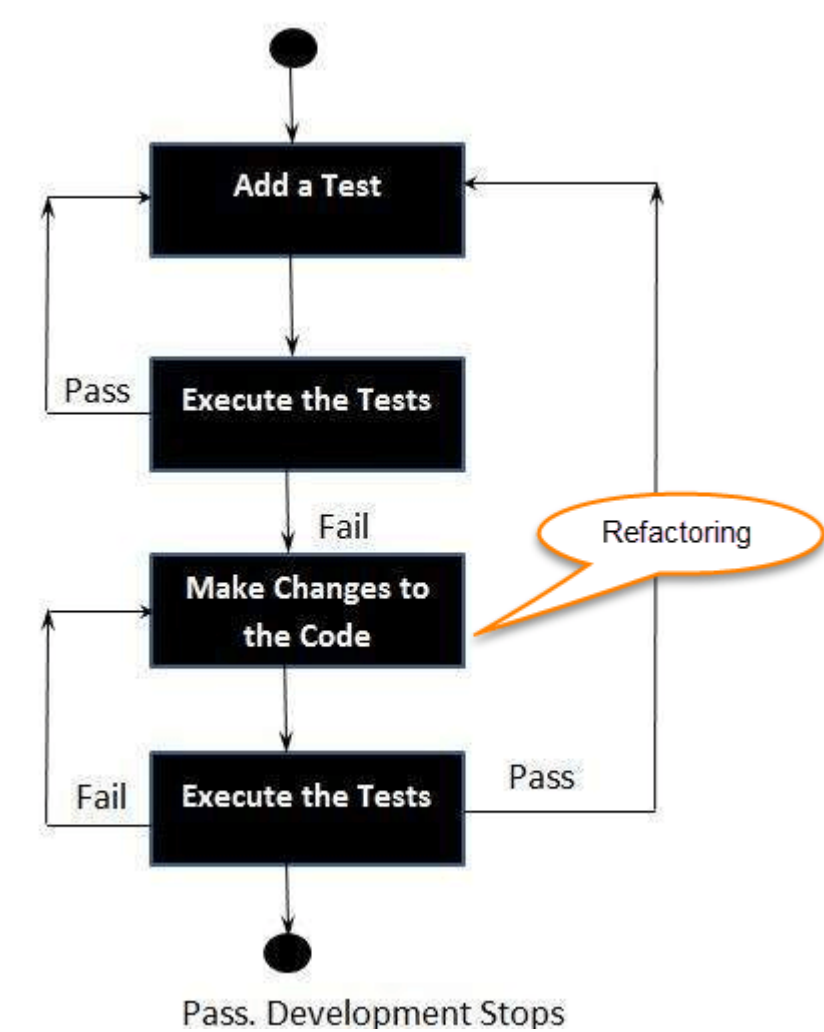 Add a Test
Pass
Execute the Tests
Fail
Refactoring
Make Changes to
the Code
Fail
Execute the Tests
Pass
Pass. Development Stops